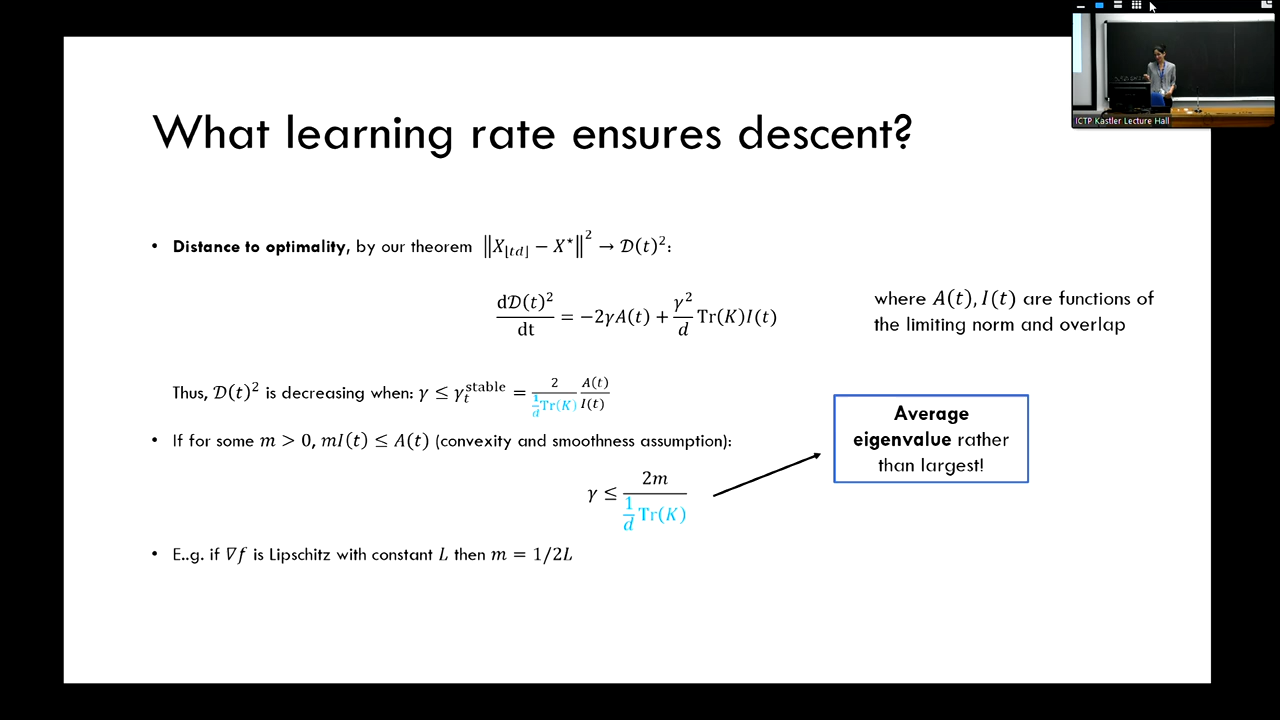 What learning rate ensures descent?
• Distance to optimality, by our theorem ‖X_{⌊td⌋} − X⋆‖² → 𝒟(t)²:
d𝒟(t)²/dt = −2γA(t) + γ²/d Tr(K)I(t)
where A(t), I(t) are functions of
the limiting norm and overlap
Thus, 𝒟(t)² is decreasing when: γ ≤ γ_t^stable = 2/(1/d Tr(K)) A(t)/I(t)
• If for some m > 0, mI(t) ≤ A(t) (convexity and smoothness assumption):
γ ≤ 2m/(1/d Tr(K))
Average
eigenvalue rather
than largest!
• E..g. if ∇f is Lipschitz with constant L then m = 1/2L
ICTP Kastler Lecture Hall